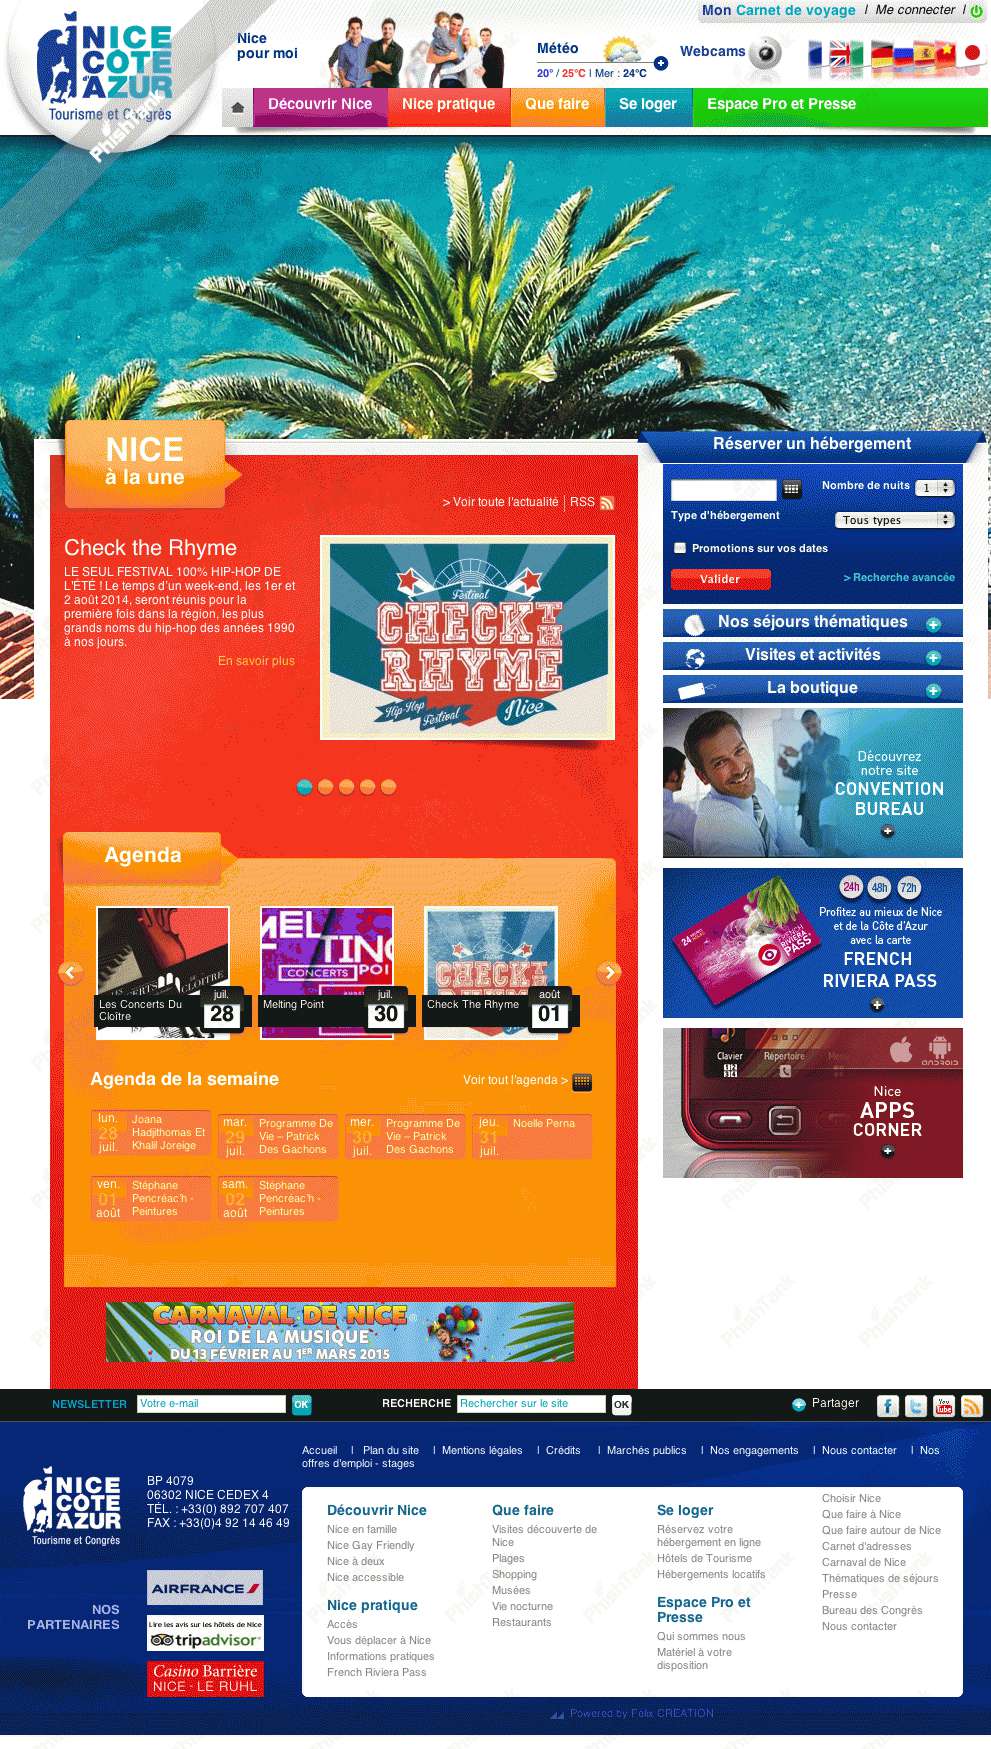 Mon Carnet de voyage | Me connecter |
NICE
COTE
AZUR
Tourisme et Congrès
PhishTank
Nice
pour moi
Météo
20° / 25°C | Mer : 24°C
Webcams
Découvrir Nice
Nice pratique
Que faire
Se loger
Espace Pro et Presse
NICE
à la une
> Voir toute l'actualité | RSS
Check the Rhyme
LE SEUL FESTIVAL 100% HIP-HOP DE
L'ÉTÉ ! Le temps d'un week-end, les 1er et
2 août 2014, seront réunis pour la
première fois dans la région, les plus
grands noms du hip-hop des années 1990
à nos jours.
En savoir plus
Festival
CHECK TH
RHYME
Hip-Hop
Festival
Nice
Réserver un hébergement
Nombre de nuits 1
Type d'hébergement
Tous types
Promotions sur vos dates
Valider
> Recherche avancée
Nos séjours thématiques
Visites et activités
La boutique
Découvrez
notre site
CONVENTION
BUREAU
24h 48h 72h
Profitez au mieux de Nice
et de la Côte d'Azur
avec la carte
FRENCH
RIVIERA PASS
FRENCH
RIVIERA
PASS
Clavier
Répertoire
Menu
ANDROID
Nice
APPS
CORNER
Agenda
Les Concerts Du
Cloître
juil.
28
MELTING
POI
CONCERTS
Melting Point
juil.
30
Check The Rhyme
août
01
Agenda de la semaine
Voir tout l'agenda >
lun.
28
juil.
Joana
Hadjithomas Et
Khalil Joreige
mar.
29
juil.
Programme De
Vie – Patrick
Des Gachons
mer.
30
juil.
Programme De
Vie – Patrick
Des Gachons
jeu.
31
juil.
Noelle Perna
ven.
01
août
Stéphane
Pencréac'h -
Peintures
sam.
02
août
Stéphane
Pencréac'h -
Peintures
CARNAVAL DE NICE®
ROI DE LA MUSIQUE
DU 13 FÉVRIER AU 1ER MARS 2015
NEWSLETTER
Votre e-mail
OK
RECHERCHE
Rechercher sur le site
OK
Partager
You
Tube
Accueil | Plan du site | Mentions légales | Crédits | Marchés publics | Nos engagements | Nous contacter | Nos
offres d'emploi - stages
NICE
COTE
AZUR
Tourisme et Congrès
BP 4079
06302 NICE CEDEX 4
TÉL. : +33(0) 892 707 407
FAX : +33(0)4 92 14 46 49
NOS
PARTENAIRES
AIRFRANCE
Lire les avis sur les hôtels de Nice
tripadvisor
Casino Barrière
NICE - LE RUHL
Découvrir Nice
Nice en famille
Nice Gay Friendly
Nice à deux
Nice accessible
Nice pratique
Accès
Vous déplacer à Nice
Informations pratiques
French Riviera Pass
Que faire
Visites découverte de
Nice
Plages
Shopping
Musées
Vie nocturne
Restaurants
Se loger
Réservez votre
hébergement en ligne
Hôtels de Tourisme
Hébergements locatifs
Espace Pro et
Presse
Qui sommes nous
Matériel à votre
disposition
Choisir Nice
Que faire à Nice
Que faire autour de Nice
Carnet d'adresses
Carnaval de Nice
Thématiques de séjours
Presse
Bureau des Congrès
Nous contacter
Powered by Félix CREATION